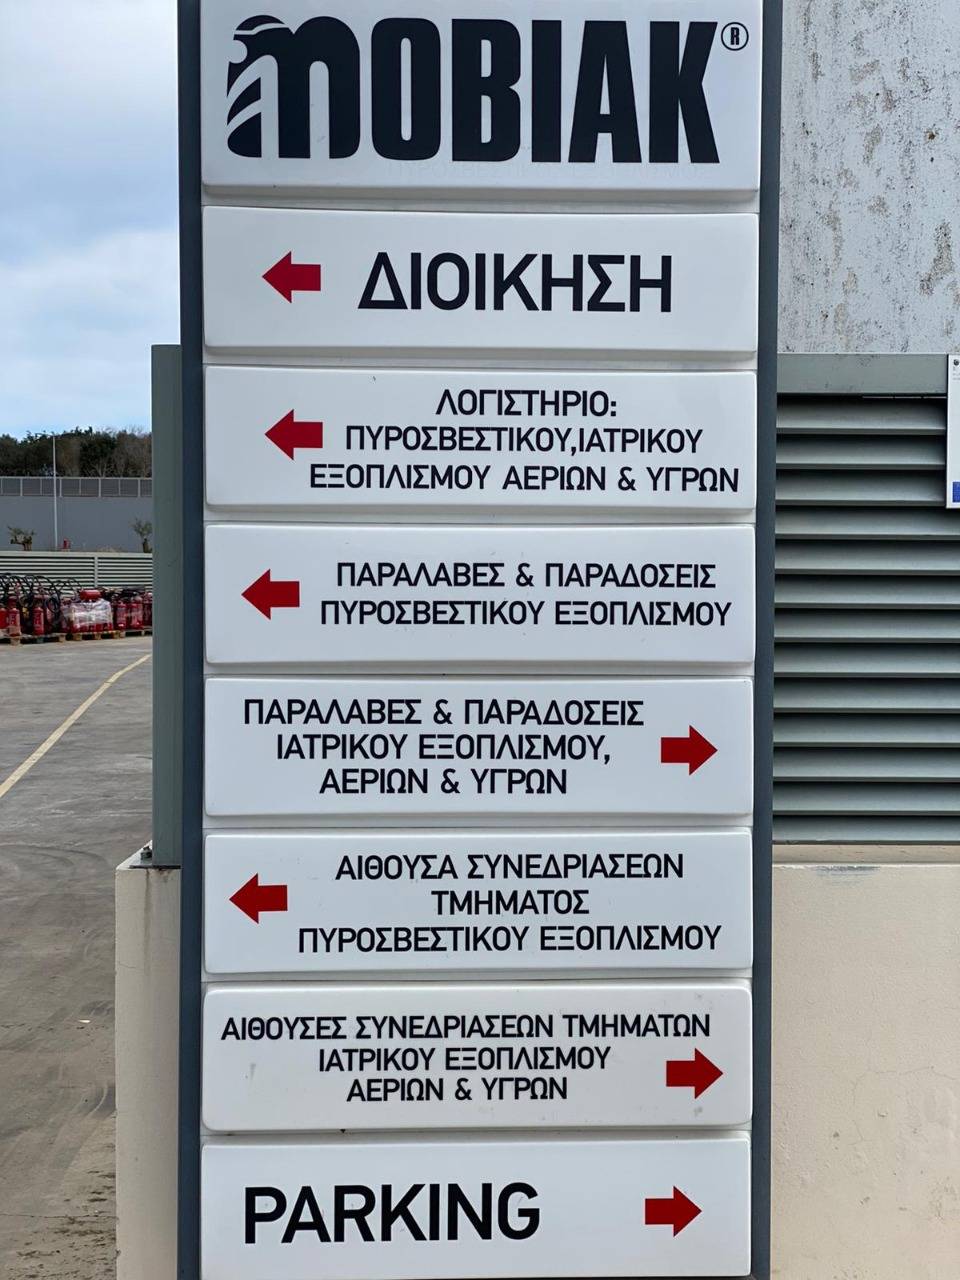 MOBIAK®
ΔΙΟΙΚΗΣΗ
ΛΟΓΙΣΤΗΡΙΟ:
ΠΥΡΟΣΒΕΣΤΙΚΟΥ,ΙΑΤΡΙΚΟΥ
ΕΞΟΠΛΙΣΜΟΥ ΑΕΡΙΩΝ & ΥΓΡΩΝ
ΠΑΡΑΛΑΒΕΣ & ΠΑΡΑΔΟΣΕΙΣ
ΠΥΡΟΣΒΕΣΤΙΚΟΥ ΕΞΟΠΛΙΣΜΟΥ
ΠΑΡΑΛΑΒΕΣ & ΠΑΡΑΔΟΣΕΙΣ
ΙΑΤΡΙΚΟΥ ΕΞΟΠΛΙΣΜΟΥ,
ΑΕΡΙΩΝ & ΥΓΡΩΝ
ΑΙΘΟΥΣΑ ΣΥΝΕΔΡΙΑΣΕΩΝ
ΤΜΗΜΑΤΟΣ
ΠΥΡΟΣΒΕΣΤΙΚΟΥ ΕΞΟΠΛΙΣΜΟΥ
ΑΙΘΟΥΣΕΣ ΣΥΝΕΔΡΙΑΣΕΩΝ ΤΜΗΜΑΤΩΝ
ΙΑΤΡΙΚΟΥ ΕΞΟΠΛΙΣΜΟΥ
ΑΕΡΙΩΝ & ΥΓΡΩΝ
PARKING